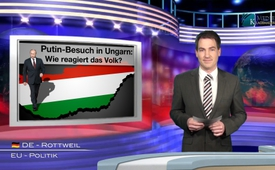 Putin-Besuch in Ungarn:
Wie reagiert das Volk?
DE - ROTTWEIL
EU - POLITIK